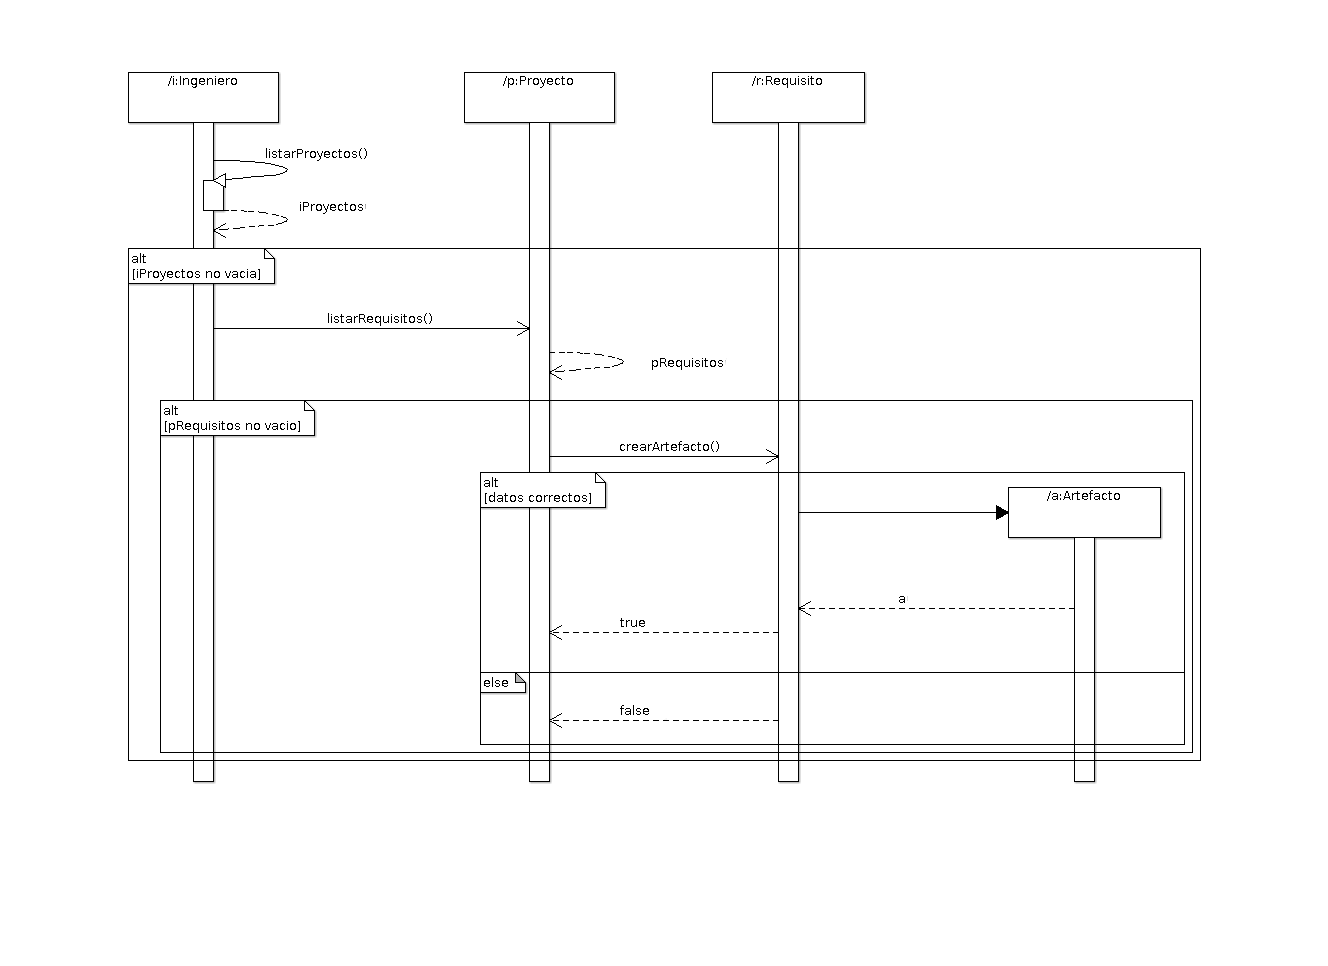 /i:Ingeniero
/p:Proyecto
/r:Requisito
listarProyectos()
iProyectos
alt
[iProyectos no vacia]
listarRequisitos()
pRequisitos
alt
[pRequisitos no vacio]
crearArtefacto()
alt
[datos correctos]
/a:Artefacto
a
true
else
false